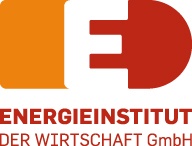 E
ENERGIEINSTITUT
DER WIRTSCHAFT GmbH